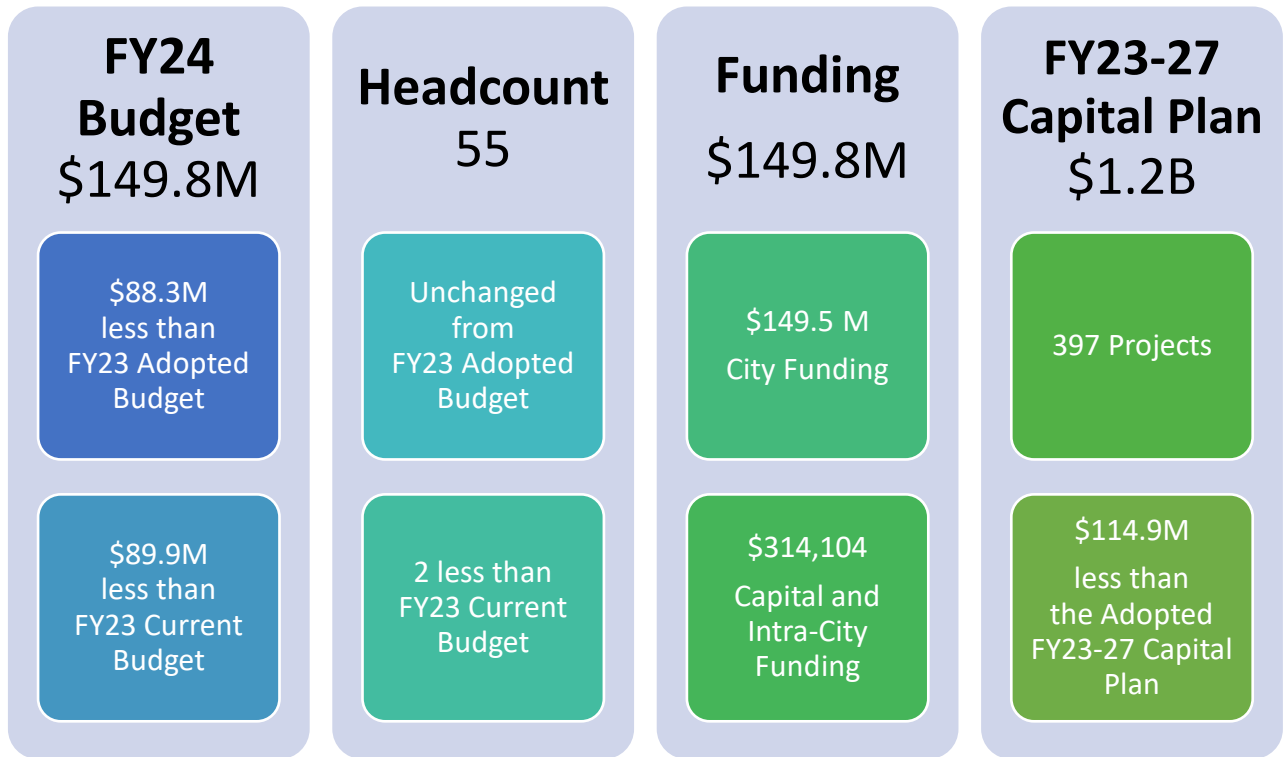 FY24
Budget
$149.8M
$88.3M
less than
FY23 Adopted
Budget
$89.9M
less than
FY23 Current
Budget
Headcount
55
Unchanged
from
FY23 Adopted
Budget
2 less than
FY23 Current
Budget
Funding
$149.8M
$149.5 M
City Funding
$314,104
Capital and
Intra-City
Funding
FY23-27
Capital Plan
$1.2B
397 Projects
$114.9M
less than
the Adopted
FY23-27 Capital
Plan